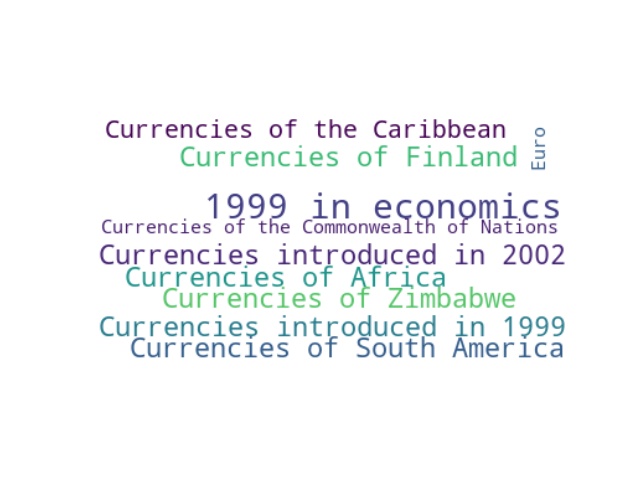 Currencies of the Caribbean
Euro
Currencies of Finland
1999 in economics
Currencies of the Commonwealth of Nations
Currencies introduced in 2002
Currencies of Africa
Currencies of Zimbabwe
Currencies introduced in 1999
Currencies of South America